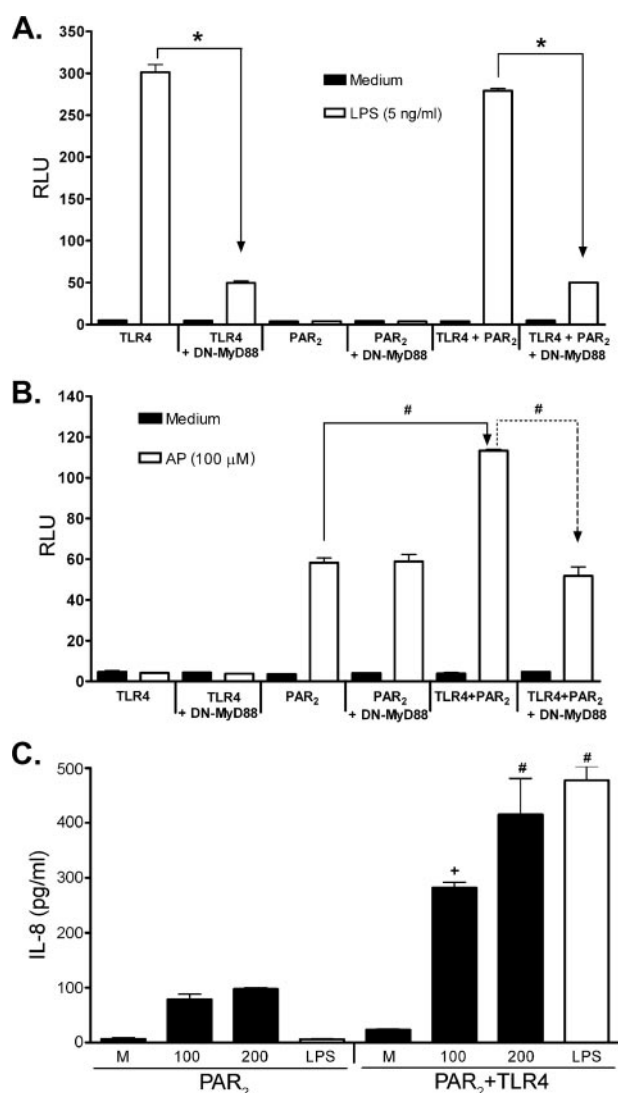 A.
*
*
350
300
250
200
150
100
50
0
RLU
Medium
LPS (5 ng/ml)
TLR4
TLR4 + DN-MyD88
PAR2
PAR2 + DN-MyD88
TLR4 + PAR2
TLR4 + PAR2 + DN-MyD88
B.
#
#
140
120
100
80
60
40
20
0
RLU
Medium
AP (100 µM)
TLR4
TLR4 + DN-MyD88
PAR2
PAR2 + DN-MyD88
TLR4+PAR2
TLR4+PAR2 + DN-MyD88
C.
#
#
+
500
400
300
200
100
0
IL-8 (pg/ml)
M 100 200 LPS M 100 200 LPS
PAR2 PAR2+TLR4